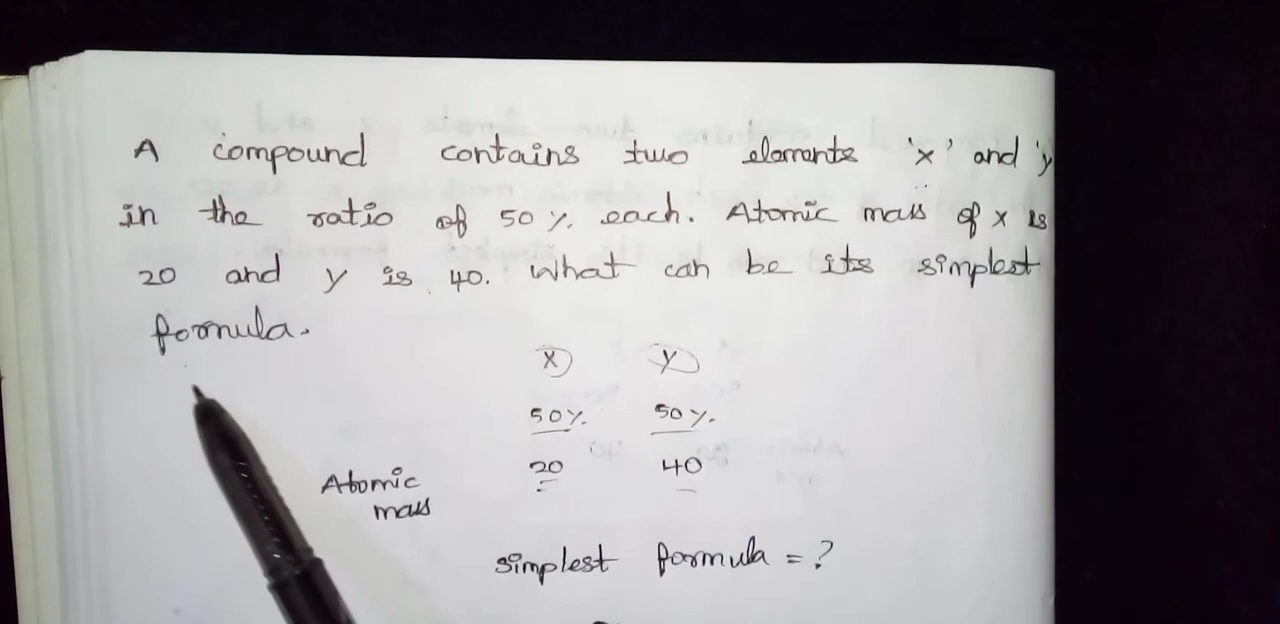 A compound contains two elements 'x' and 'y
in the ratio of 50 %. each. Atomic mass of x is
20 and y is 40. What can be its simplest
formula.
X Y
50%. 50%.
Atomic 20 40
mass
simplest formula = ?